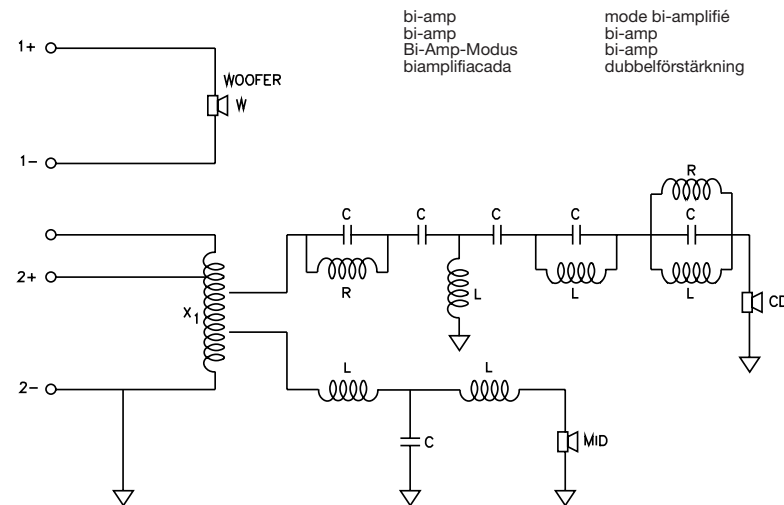 bi-amp mode bi-amplifié
bi-amp bi-amp
Bi-Amp-Modus bi-amp
biamplifiacada dubbelförstärkning
1+
WOOFER
W
1-
R
C C C C C
2+
R L L L
CD
X1
2-
L L
C
MID